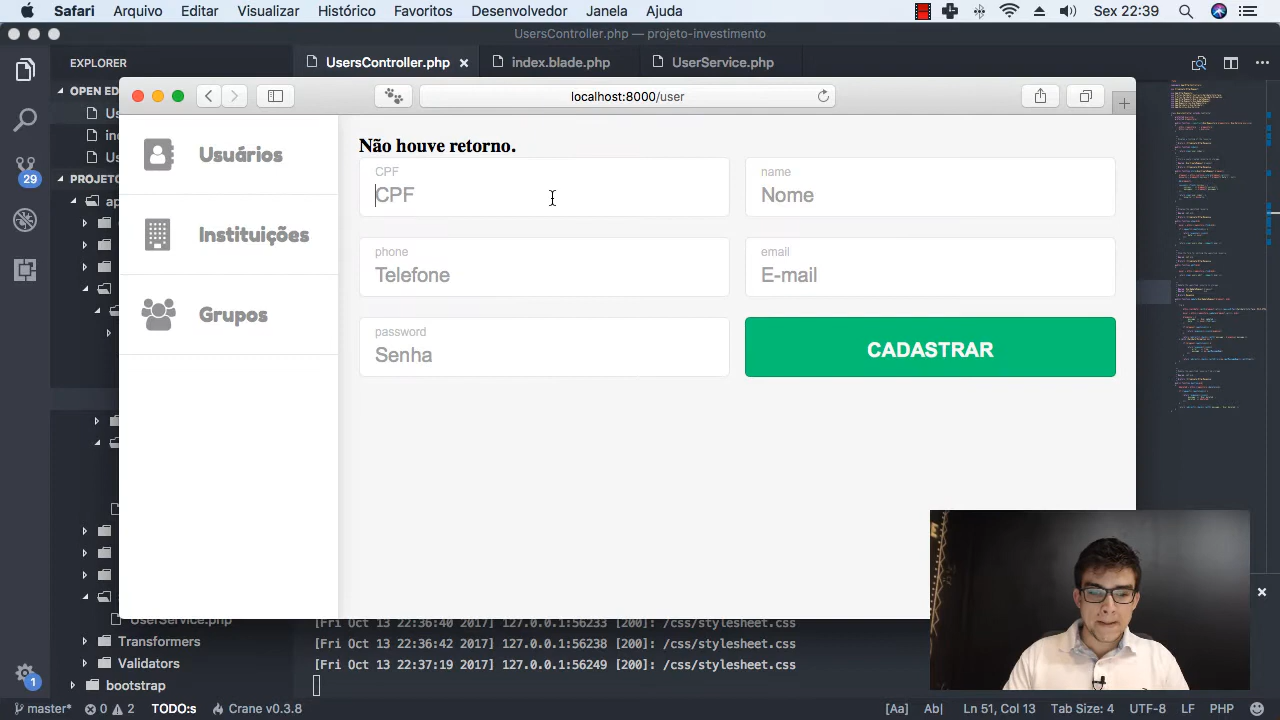 Safari Arquivo Editar Visualizar Histórico Favoritos Desenvolvedor Janela Ajuda Sex 22:39
UsersController.php — projeto-investimento
EXPLORER UsersController.php index.blade.php UserService.php
OPEN ED
localhost:8000/user
Usuários
Instituições
Grupos
29
PROJETO
Não houve retorno.
CPF
CPF
name
Nome
phone
Telefone
email
E-mail
password
Senha
CADASTRAR
UserService.php
Transformers
Validators
bootstrap
[Fri Oct 13 22:36:40 2017] 127.0.0.1:56233 [200]: /css/stylesheet.css
[Fri Oct 13 22:36:42 2017] 127.0.0.1:56238 [200]: /css/stylesheet.css
[Fri Oct 13 22:37:19 2017] 127.0.0.1:56249 [200]: /css/stylesheet.css
1
master* 0 2 TODO:s Crane v0.3.8 [Aa] Ab| Ln 51, Col 13 Tab Size: 4 UTF-8 LF PHP